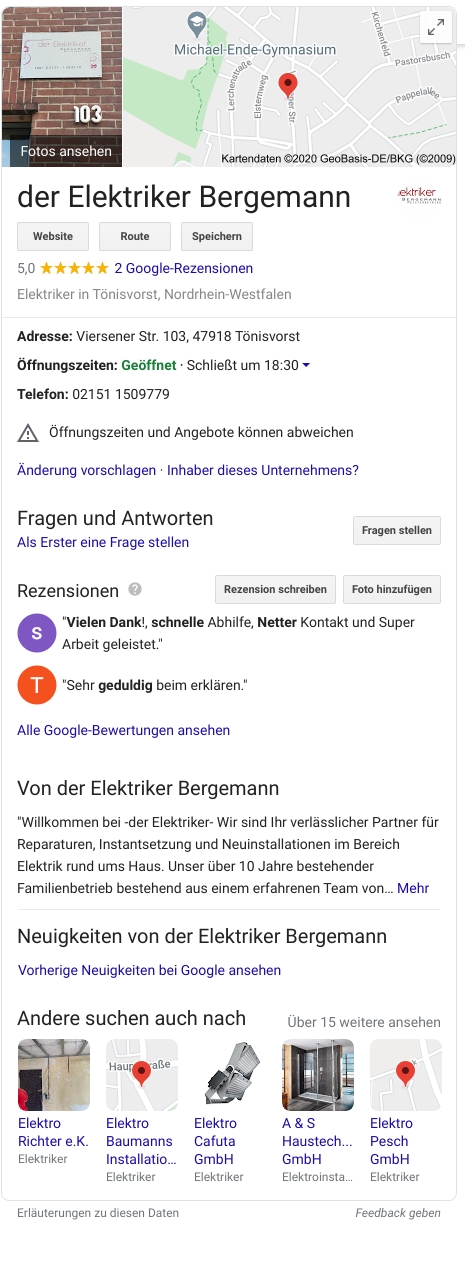 der Elektriker
103
Fotos ansehen
Michael-Ende-Gymnasium
Kirchenfeld
Pastorsbusch
Lerchenstraße
Elsternweg
Pappelallee
per Str.
Kartendaten ©2020 GeoBasis-DE/BKG (©2009)
der Elektriker Bergemann
ektriker
BERGEMANN
Website
Route
Speichern
5,0 ★★★★★ 2 Google-Rezensionen
Elektriker in Tönisvorst, Nordrhein-Westfalen
Adresse: Viersener Str. 103, 47918 Tönisvorst
Öffnungszeiten: Geöffnet · Schließt um 18:30
Telefon: 02151 1509779
Öffnungszeiten und Angebote können abweichen
Änderung vorschlagen · Inhaber dieses Unternehmens?
Fragen und Antworten
Fragen stellen
Als Erster eine Frage stellen
Rezensionen ?
Rezension schreiben
Foto hinzufügen
S
"Vielen Dank!, schnelle Abhilfe, Netter Kontakt und Super
Arbeit geleistet."
T
"Sehr geduldig beim erklären."
Alle Google-Bewertungen ansehen
Von der Elektriker Bergemann
"Willkommen bei -der Elektriker- Wir sind Ihr verlässlicher Partner für
Reparaturen, Instantsetzung und Neuinstallationen im Bereich
Elektrik rund ums Haus. Unser über 10 Jahre bestehender
Familienbetrieb bestehend aus einem erfahrenen Team von… Mehr
Neuigkeiten von der Elektriker Bergemann
Vorherige Neuigkeiten bei Google ansehen
Andere suchen auch nach
Über 15 weitere ansehen
Elektro
Richter e.K.
Elektriker
Hauptstraße
Elektro
Baumanns
Installatio…
Elektriker
Elektro
Cafuta
GmbH
Elektriker
A & S
Haustech…
GmbH
Elektroinsta…
Elektro
Pesch
GmbH
Elektriker
Erläuterungen zu diesen Daten
Feedback geben